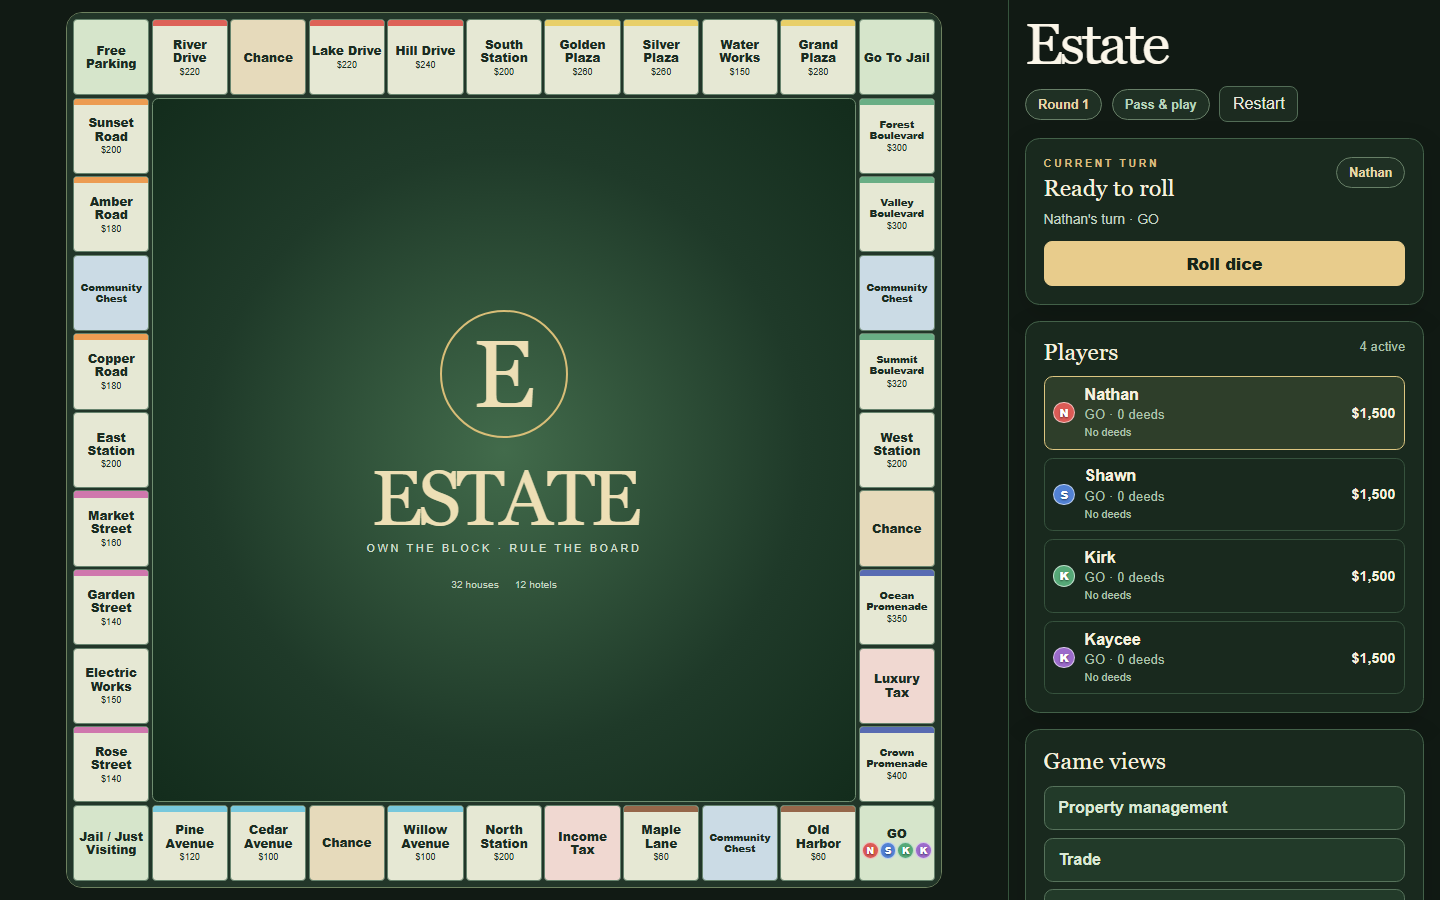 Free
Parking
River
Drive
$220
Chance
Lake Drive
$220
Hill Drive
$240
South
Station
$200
Golden
Plaza
$260
Silver
Plaza
$260
Water
Works
$150
Grand
Plaza
$280
Go To Jail
Sunset
Road
$200
Amber
Road
$180
Community
Chest
Copper
Road
$180
East
Station
$200
Market
Street
$160
Garden
Street
$140
Electric
Works
$150
Rose
Street
$140
E
ESTATE
OWN THE BLOCK · RULE THE BOARD
32 houses 12 hotels
Forest
Boulevard
$300
Valley
Boulevard
$300
Community
Chest
Summit
Boulevard
$320
West
Station
$200
Chance
Ocean
Promenade
$350
Luxury
Tax
Crown
Promenade
$400
Jail / Just
Visiting
Pine
Avenue
$120
Cedar
Avenue
$100
Chance
Willow
Avenue
$100
North
Station
$200
Income
Tax
Maple
Lane
$60
Community
Chest
Old
Harbor
$60
GO
N S K K
Estate
Round 1
Pass & play
Restart
CURRENT TURN
Nathan
Ready to roll
Nathan's turn · GO
Roll dice
Players
4 active
N
Nathan
GO · 0 deeds
No deeds
$1,500
S
Shawn
GO · 0 deeds
No deeds
$1,500
K
Kirk
GO · 0 deeds
No deeds
$1,500
K
Kaycee
GO · 0 deeds
No deeds
$1,500
Game views
Property management
Trade